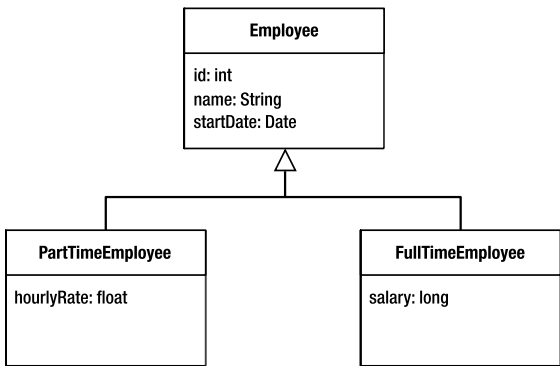 Employee
id: int
name: String
startDate: Date
PartTimeEmployee
hourlyRate: float
FullTimeEmployee
salary: long